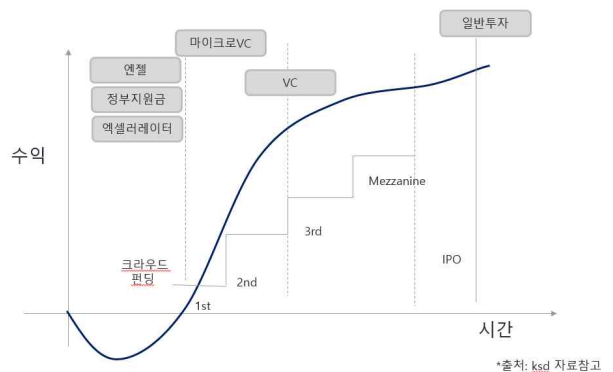 일반투자
마이크로VC
엔젤
VC
정부지원금
엑셀러레이터
수익
Mezzanine
3rd
크라우드
펀딩
IPO
2nd
1st
시간
*출처: ksd 자료참고